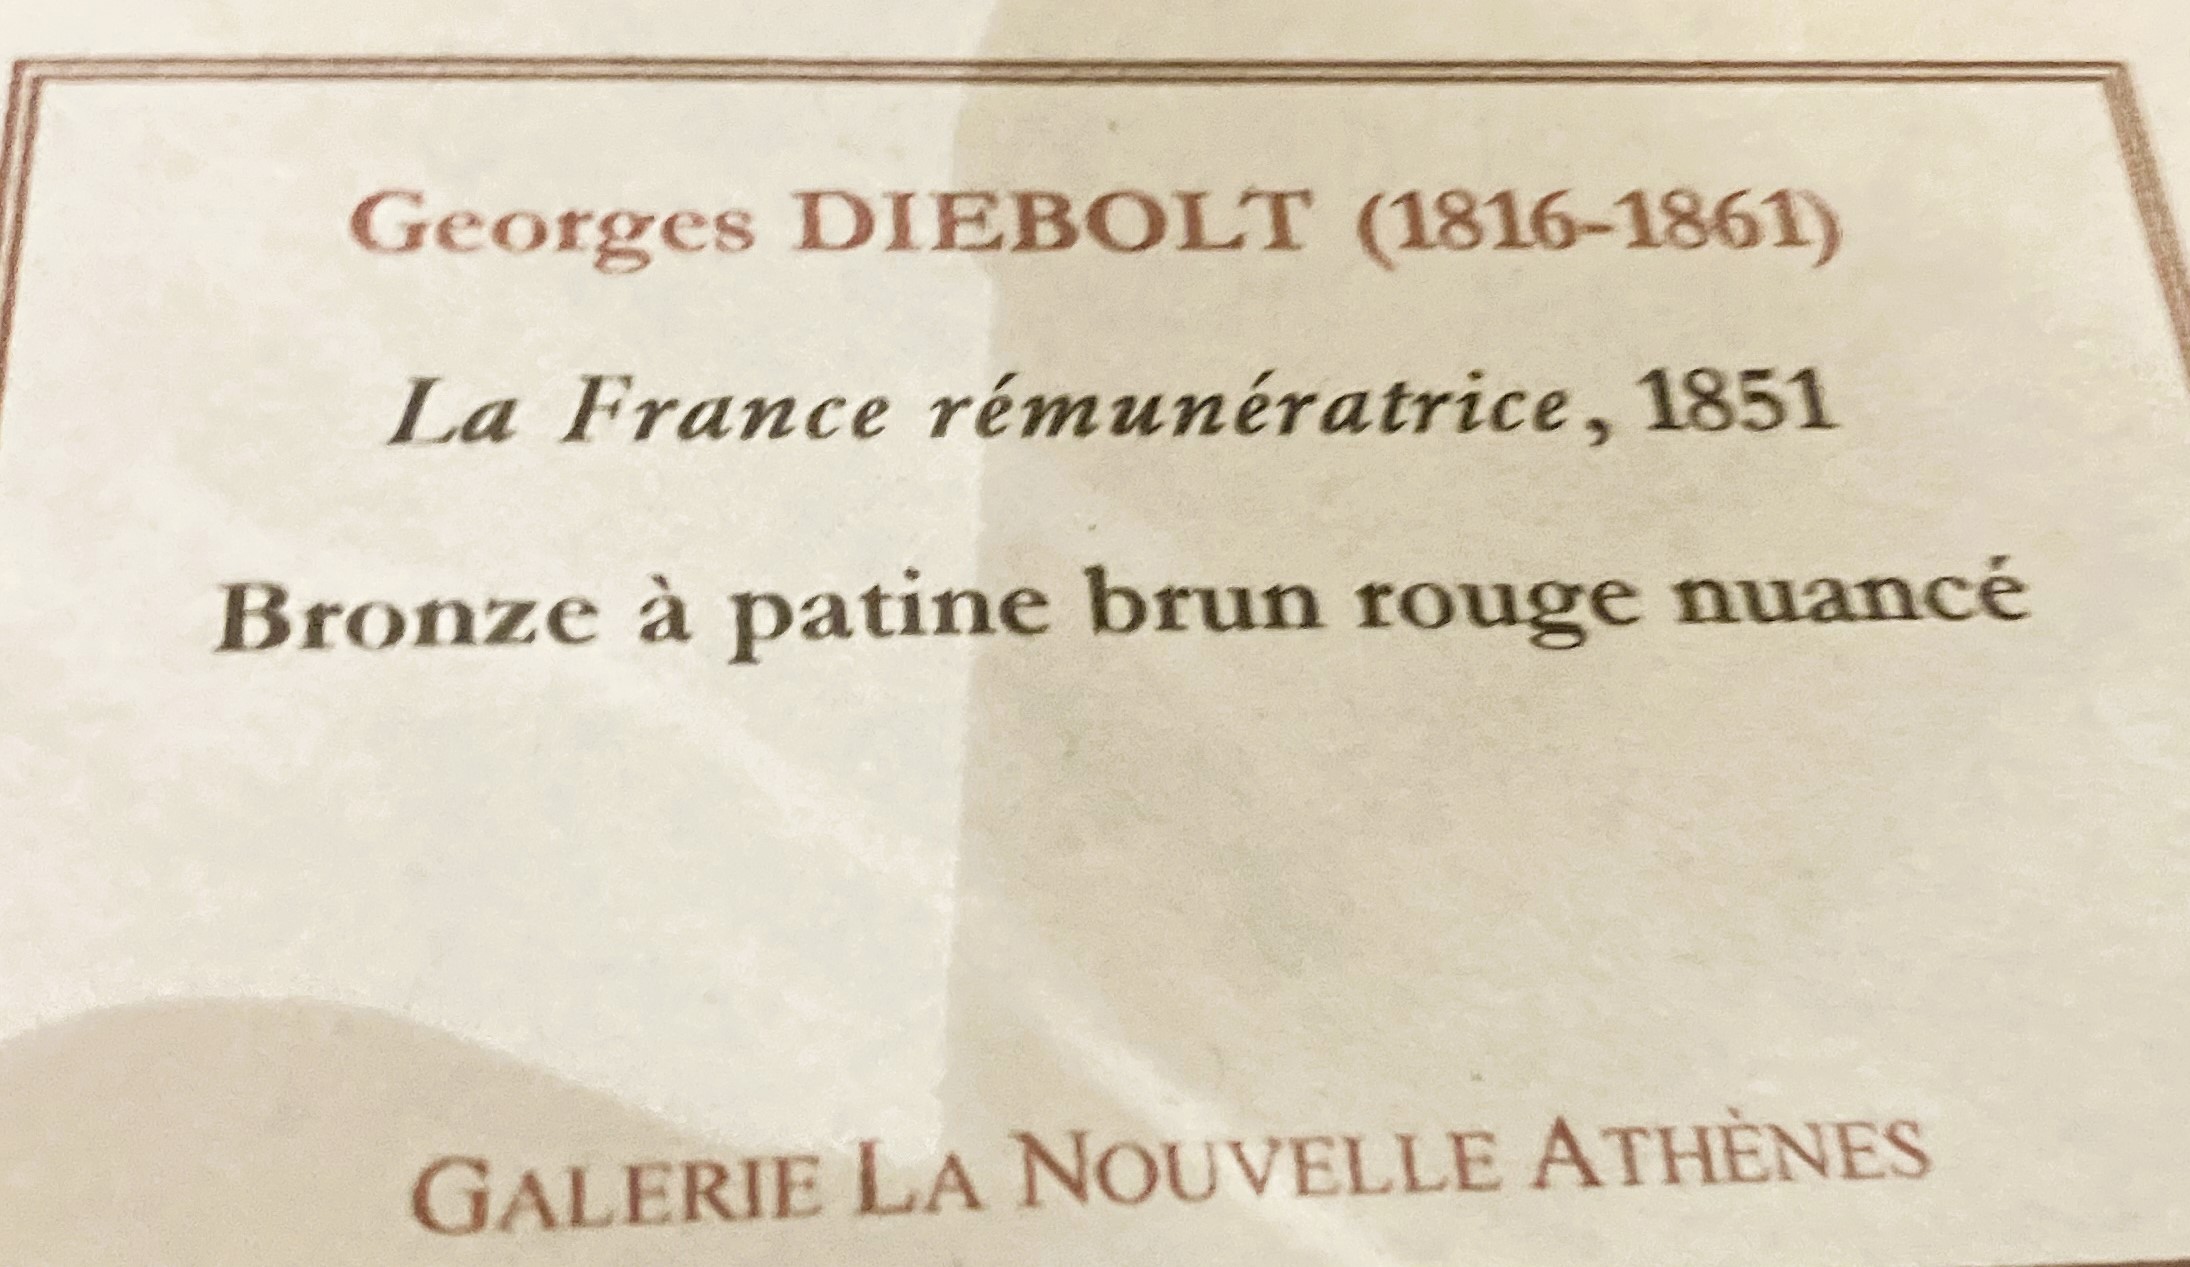 Georges DIEBOLT (1816-1861)
La France rémunératrice, 1851
Bronze à patine brun rouge nuancé
GALERIE LA NOUVELLE ATHÈNES